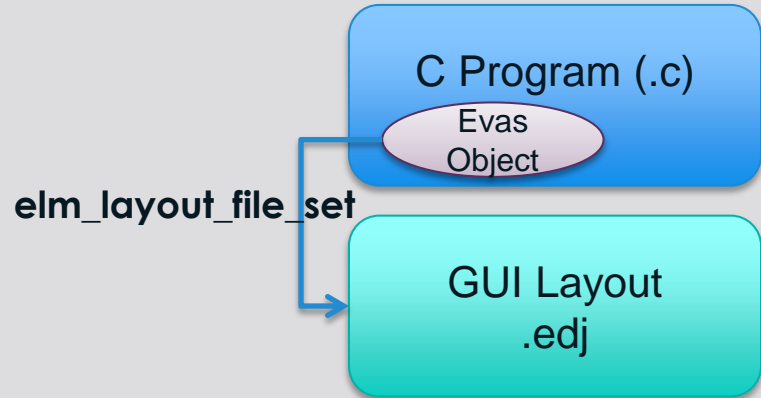 C Program (.c)
Evas
Object
elm_layout_file_set
GUI Layout
.edj